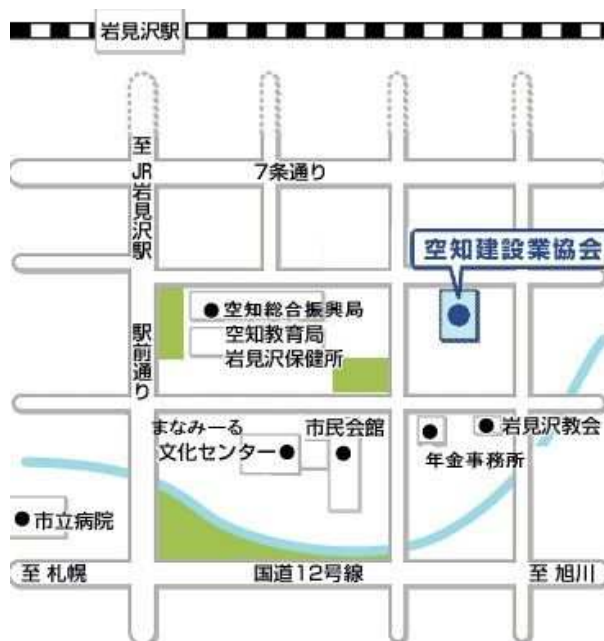 岩見沢駅
至JR岩見沢駅
7条通り
空知建設業協会
空知総合振興局
空知教育局
岩見沢保健所
駅前通り
まなみーる
文化センター
市民会館
岩見沢教会
年金事務所
市立病院
至 札幌
国道12号線
至 旭川